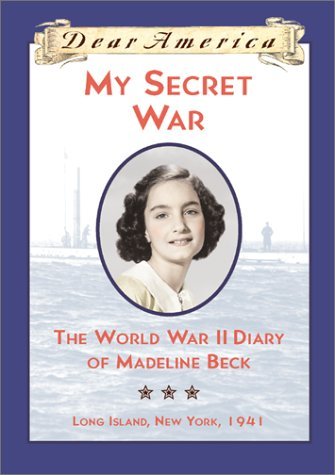 Dear America
MY SECRET
WAR
THE WORLD WAR II DIARY
OF MADELINE BECK
LONG ISLAND, NEW YORK, 1941